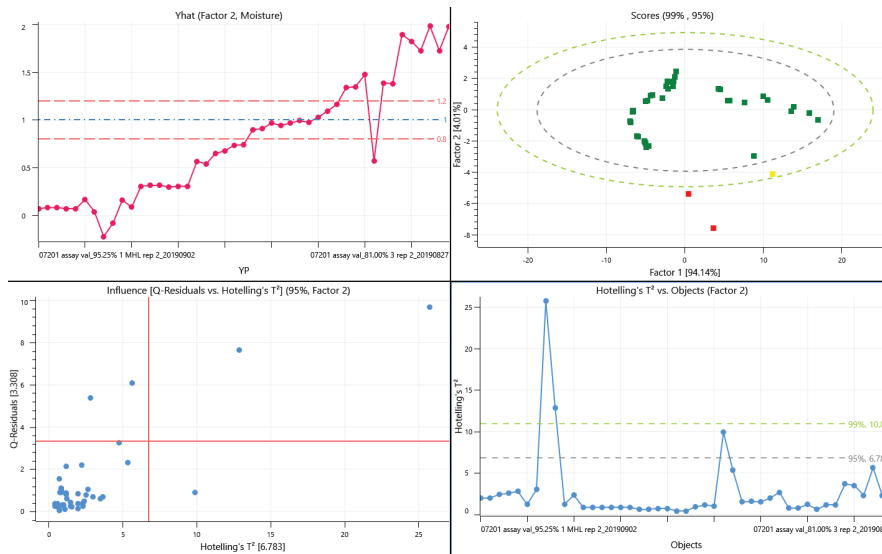 Yhat (Factor 2, Moisture)
2
1.5
1
0.5
0
1.2
1
0.8
07201 assay val_95.25% 1 MHL rep 2_20190902
07201 assay val_81.00% 3 rep 2_20190827
YP
Scores (99% , 95%)
4
2
0
-2
-4
-6
-8
Factor 2 [4.01%]
-20
-10
0
10
20
Factor 1 [94.14%]
Influence [Q-Residuals vs. Hotelling's T²) (95%, Factor 2)
10
8
6
4
2
0
Q-Residuals [3.308]
0
5
10
15
20
25
Hotelling's T² [6.783]
Hotelling's T² vs. Objects (Factor 2)
25
20
15
10
5
0
Hotelling's T²
99%, 10.8
95%, 6.78
07201 assay val_95.25% 1 MHL rep 2_20190902
07201 assay val_81.00% 3 rep 2_201908
Objects